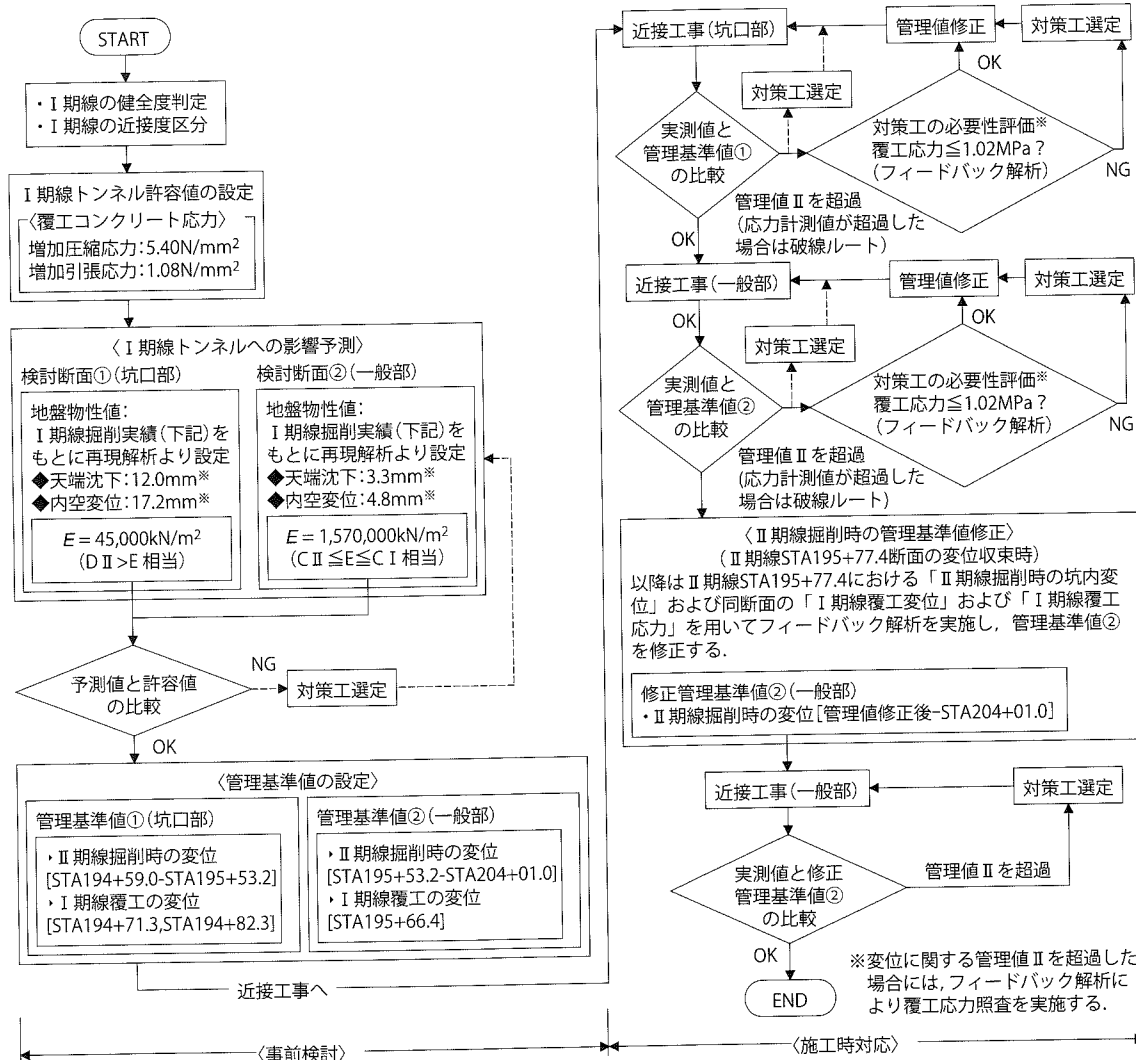 START
・Ⅰ期線の健全度判定
・Ⅰ期線の近接度区分
Ⅰ期線トンネル許容値の設定
〈覆工コンクリート応力〉
増加圧縮応力:5.40N/mm²
増加引張応力:1.08N/mm²
〈Ⅰ期線トンネルへの影響予測〉
検討断面①(坑口部)
地盤物性値:
Ⅰ期線掘削実績(下記)を
もとに再現解析より設定
◆天端沈下:12.0mm※
◆内空変位:17.2mm※
E=45,000kN/m²
(DⅡ>E 相当)
検討断面②(一般部)
地盤物性値:
Ⅰ期線掘削実績(下記)を
もとに再現解析より設定
◆天端沈下:3.3mm※
◆内空変位:4.8mm※
E=1,570,000kN/m²
(CⅡ≦E≦CⅠ相当)
予測値と許容値
の比較
NG
対策工選定
OK
〈管理基準値の設定〉
管理基準値①(坑口部)
・Ⅱ期線掘削時の変位
[STA194+59.0-STA195+53.2]
・Ⅰ期線覆工の変位
[STA194+71.3,STA194+82.3]
管理基準値②(一般部)
・Ⅱ期線掘削時の変位
[STA195+53.2-STA204+01.0]
・Ⅰ期線覆工の変位
[STA195+66.4]
近接工事へ
〈事前検討〉
近接工事(坑口部)
管理値修正
対策工選定
OK
対策工選定
実測値と
管理基準値①
の比較
対策工の必要性評価※
覆工応力≦1.02MPa?
(フィードバック解析)
NG
管理値Ⅱを超過
(応力計測値が超過した
場合は破線ルート)
OK
近接工事(一般部)
管理値修正
対策工選定
OK
OK
対策工選定
実測値と
管理基準値②
の比較
対策工の必要性評価※
覆工応力≦1.02MPa?
(フィードバック解析)
NG
管理値Ⅱを超過
(応力計測値が超過した
場合は破線ルート)
〈Ⅱ期線掘削時の管理基準値修正〉
(Ⅱ期線STA195+77.4断面の変位収束時)
以降はⅡ期線STA195+77.4における「Ⅱ期線掘削時の坑内変
位」および同断面の「Ⅰ期線覆工変位」および「Ⅰ期線覆工
応力」を用いてフィードバック解析を実施し,管理基準値②
を修正する.
修正管理基準値②(一般部)
・Ⅱ期線掘削時の変位[管理値修正後-STA204+01.0]
近接工事(一般部)
対策工選定
実測値と修正
管理基準値②
の比較
管理値Ⅱを超過
OK
END
※変位に関する管理値Ⅱを超過した
場合には,フィードバック解析に
より覆工応力照査を実施する.
〈施工時対応〉